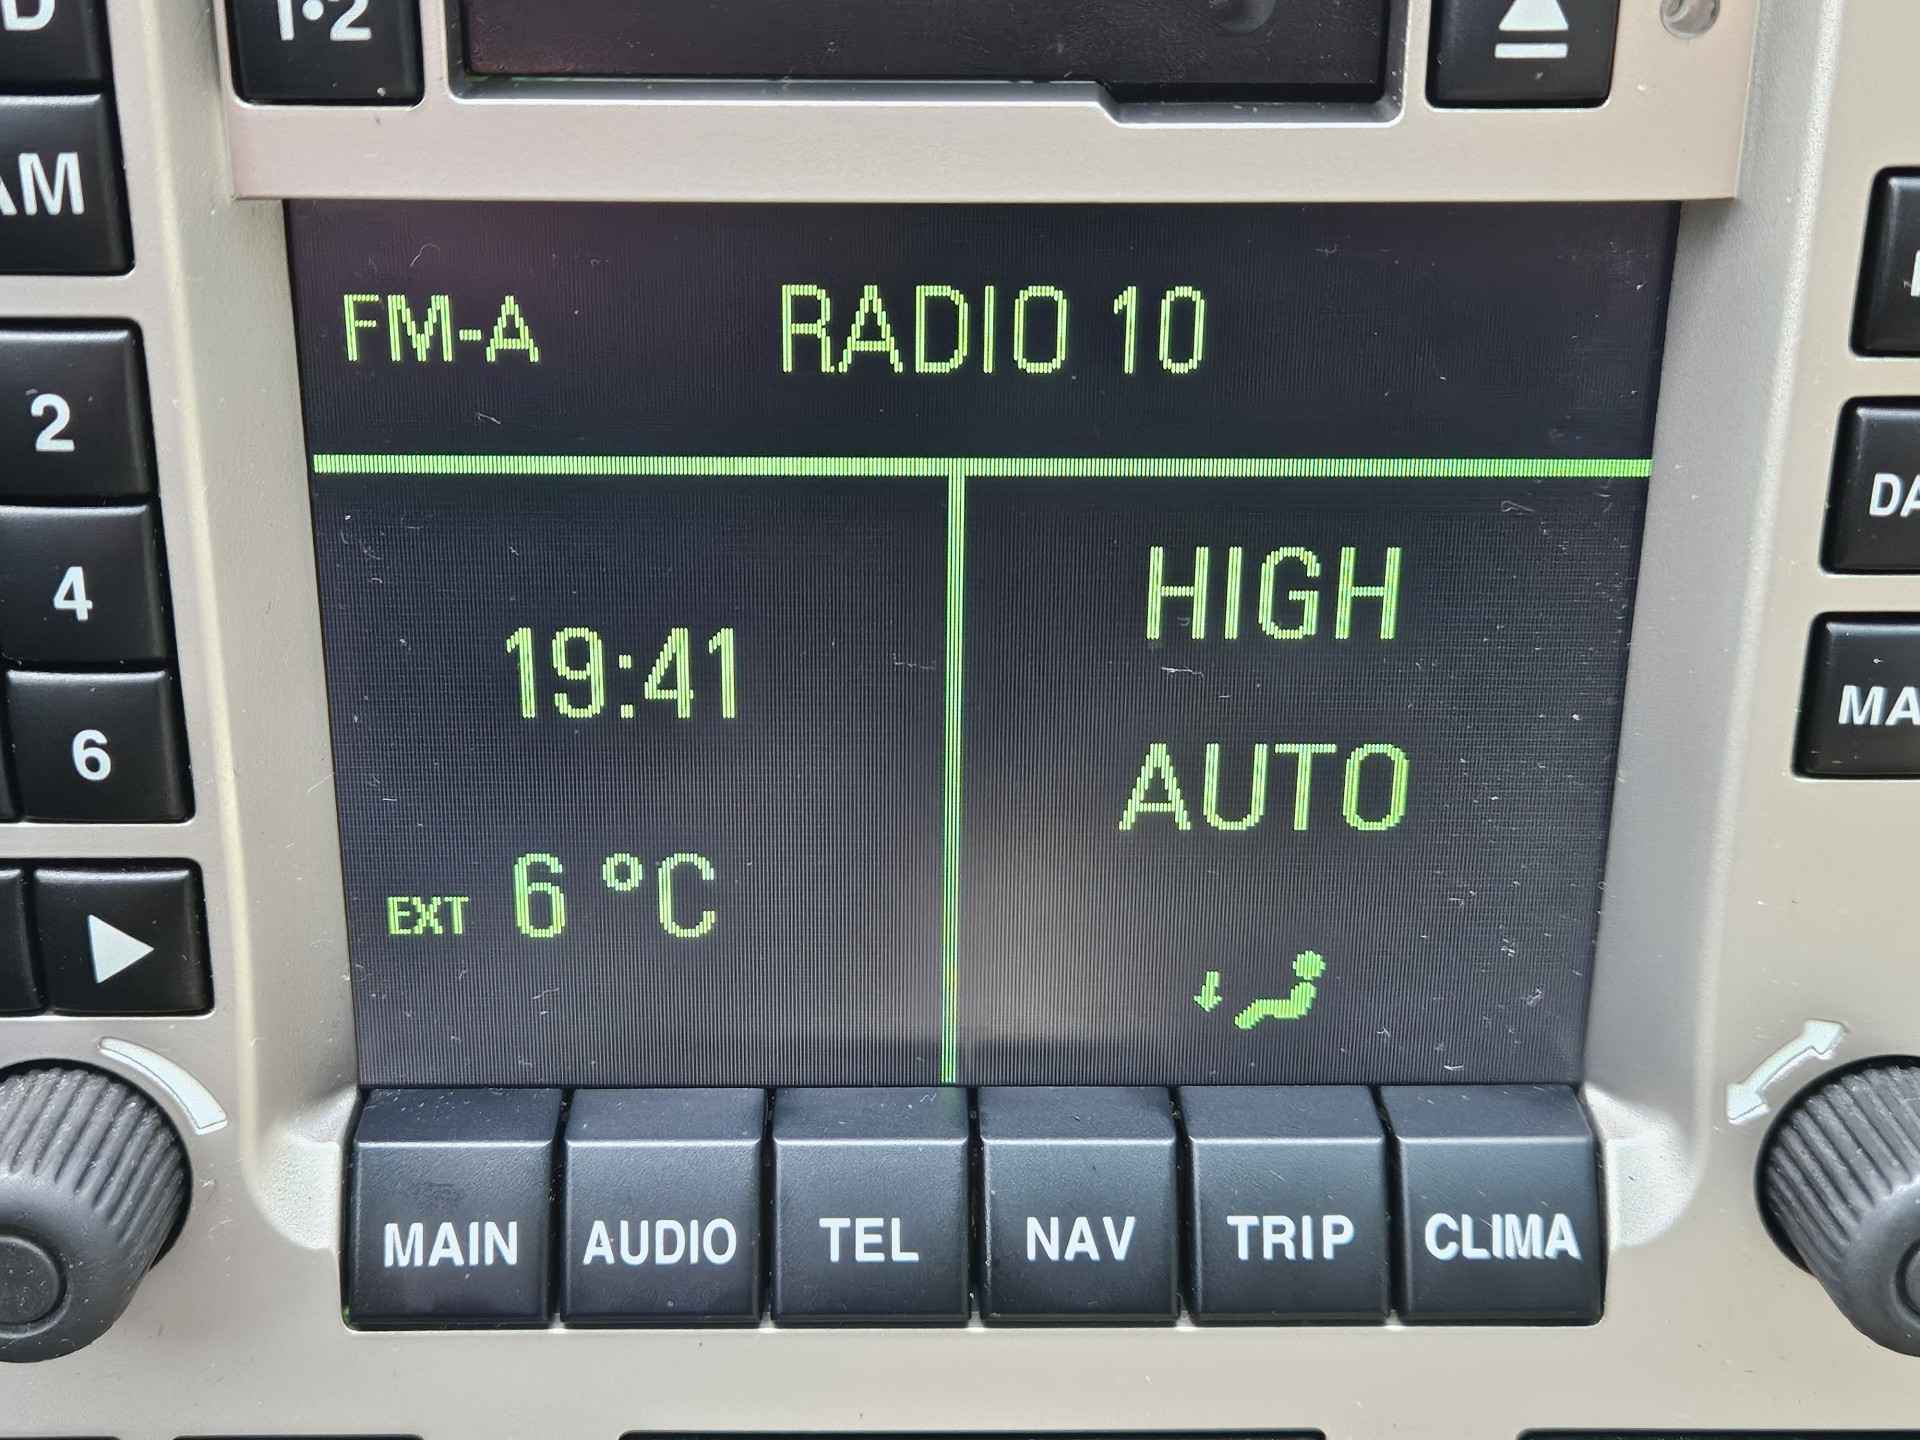 1•2
AM
2
4
6
DA
MA
FM-A RADIO 10
19:41
EXT 6 °C
HIGH
AUTO
MAIN AUDIO TEL NAV TRIP CLIMA